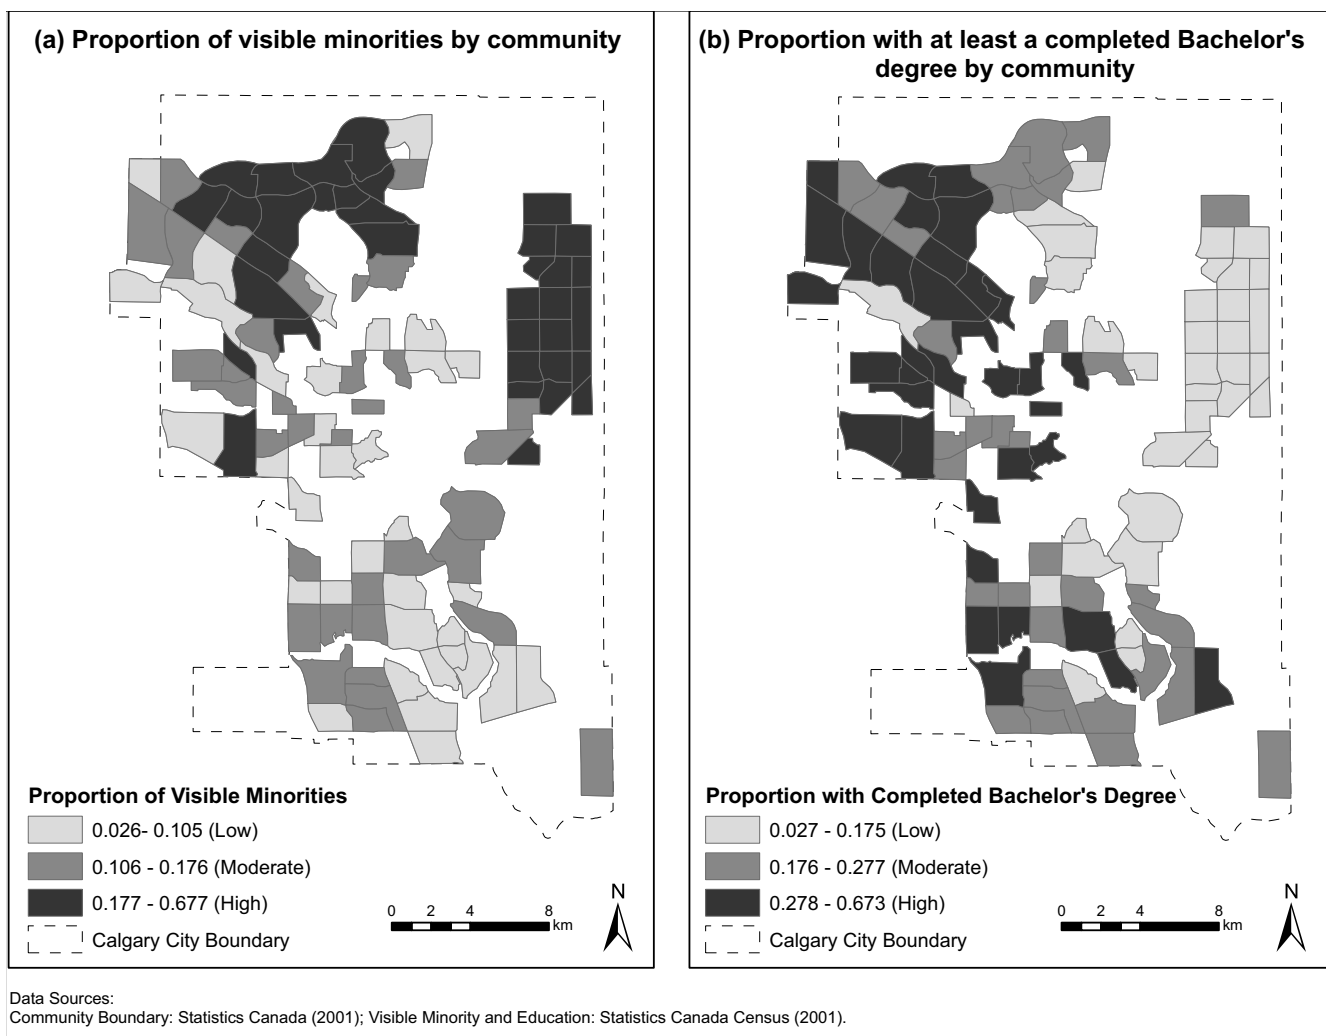 (a) Proportion of visible minorities by community
Proportion of Visible Minorities
0.026- 0.105 (Low)
0.106 - 0.176 (Moderate)
0.177 - 0.677 (High)
Calgary City Boundary
0 2 4 8
km
N
(b) Proportion with at least a completed Bachelor's
degree by community
Proportion with Completed Bachelor's Degree
0.027 - 0.175 (Low)
0.176 - 0.277 (Moderate)
0.278 - 0.673 (High)
Calgary City Boundary
0 2 4 8
km
N
Data Sources:
Community Boundary: Statistics Canada (2001); Visible Minority and Education: Statistics Canada Census (2001).